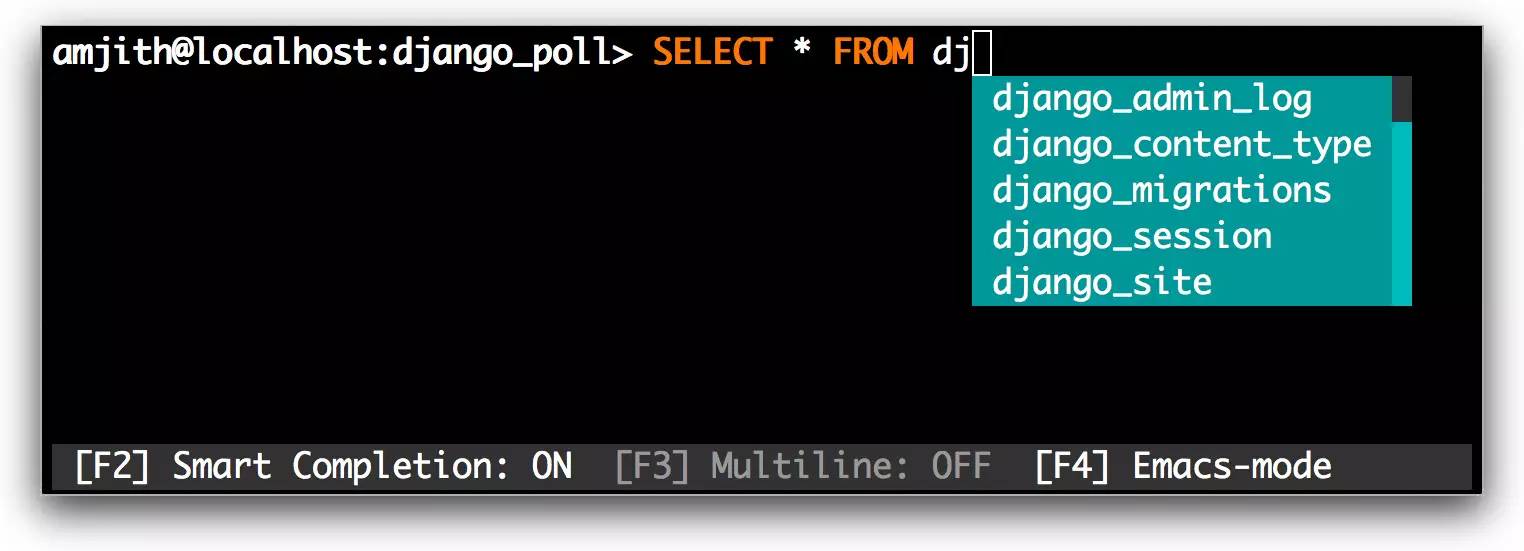 amjith@localhost:django_poll> SELECT * FROM dj
django_admin_log
django_content_type
django_migrations
django_session
django_site
[F2] Smart Completion: ON [F3] Multiline: OFF [F4] Emacs-mode